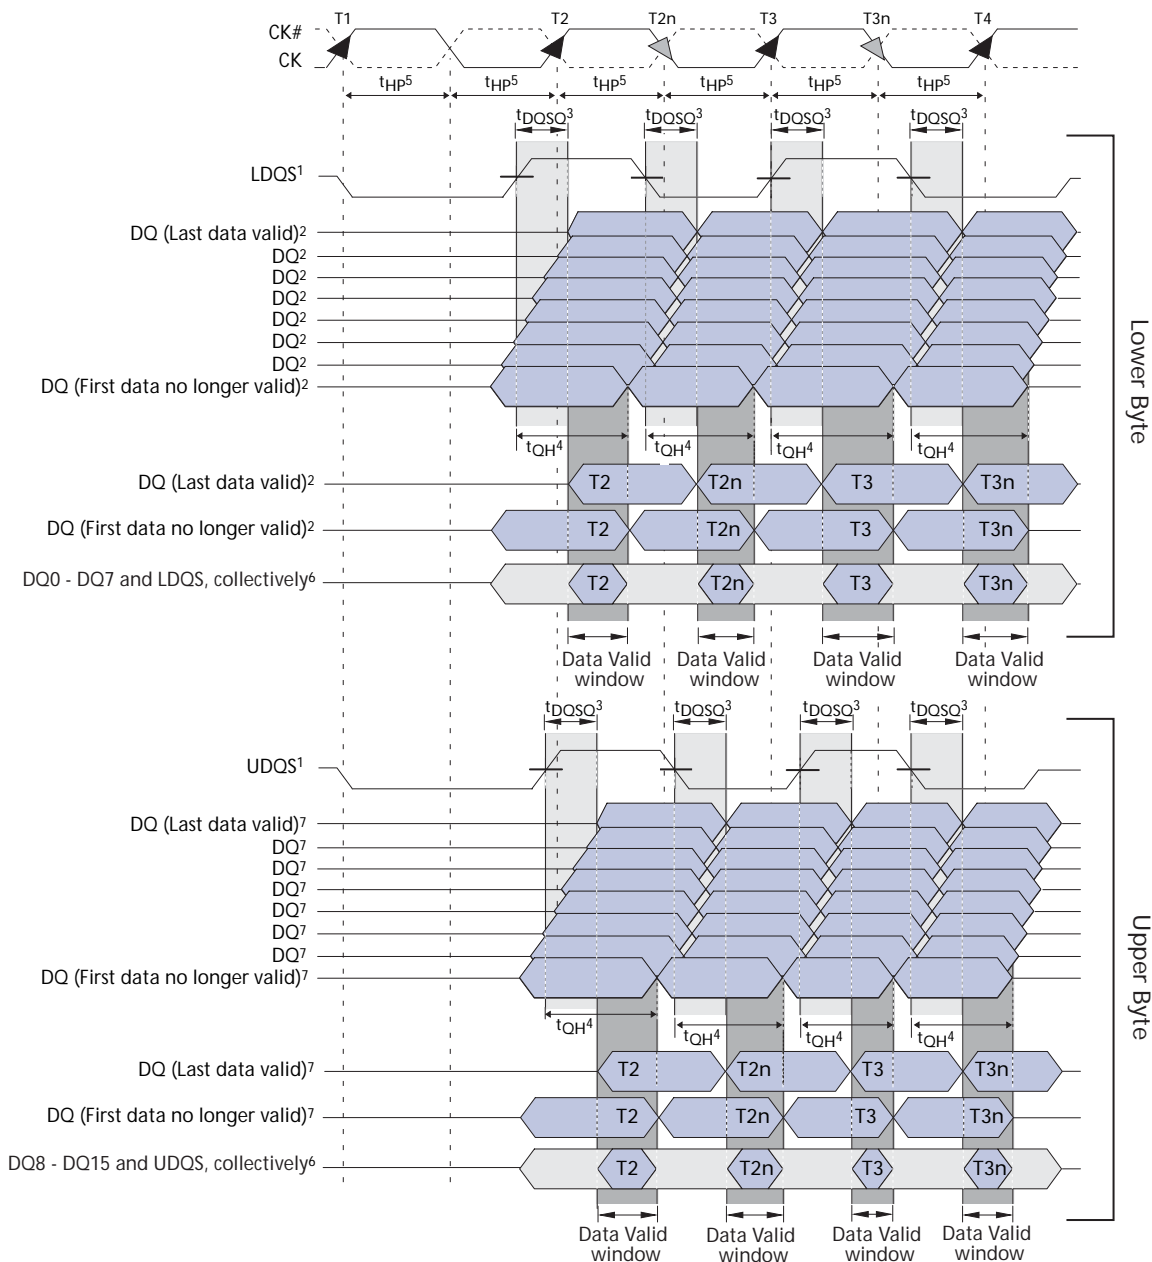 T1 T2 T2n T3 T3n T4
CK#
CK
tHP5 tHP5 tHP5 tHP5 tHP5 tHP5
tDQSQ3 tDQSQ3 tDQSQ3 tDQSQ3
LDQS1
DQ (Last data valid)2
DQ2
DQ2
DQ2
DQ2
DQ2
DQ2
DQ (First data no longer valid)2
Lower Byte
tQH4 tQH4 tQH4 tQH4
DQ (Last data valid)2 T2 T2n T3 T3n
DQ (First data no longer valid)2 T2 T2n T3 T3n
DQ0 - DQ7 and LDQS, collectively6 T2 T2n T3 T3n
Data Valid window Data Valid window Data Valid window Data Valid window
tDQSQ3 tDQSQ3 tDQSQ3 tDQSQ3
UDQS1
DQ (Last data valid)7
DQ7
DQ7
DQ7
DQ7
DQ7
DQ7
DQ (First data no longer valid)7
Upper Byte
tQH4 tQH4 tQH4 tQH4
DQ (Last data valid)7 T2 T2n T3 T3n
DQ (First data no longer valid)7 T2 T2n T3 T3n
DQ8 - DQ15 and UDQS, collectively6 T2 T2n T3 T3n
Data Valid window Data Valid window Data Valid window Data Valid window